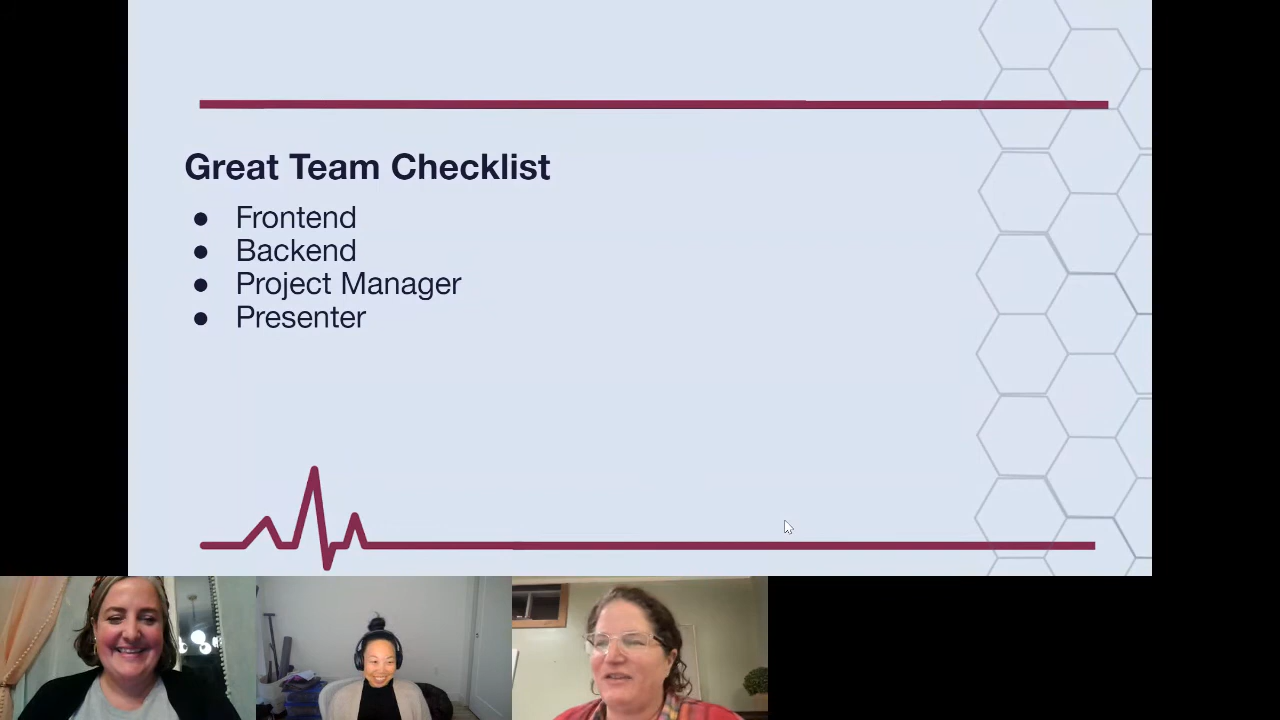 Great Team Checklist
● Frontend
● Backend
● Project Manager
● Presenter